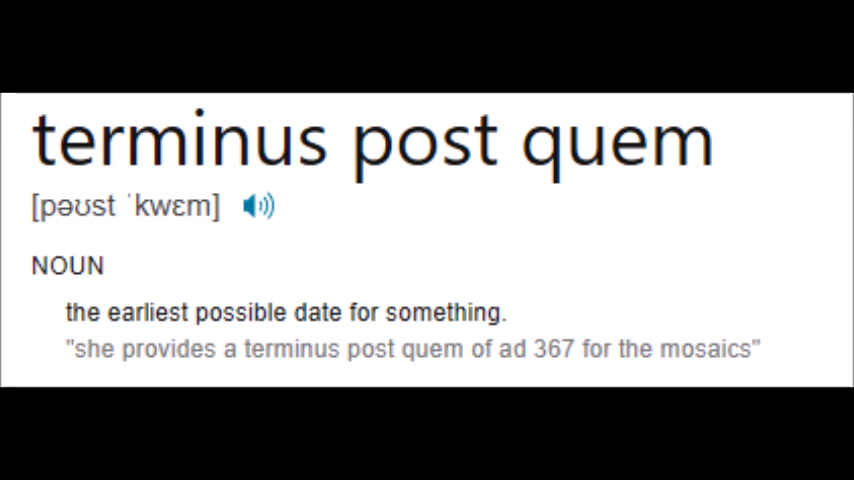 terminus post quem
[pəʊst ˈkwɛm]
NOUN
the earliest possible date for something.
"she provides a terminus post quem of ad 367 for the mosaics"